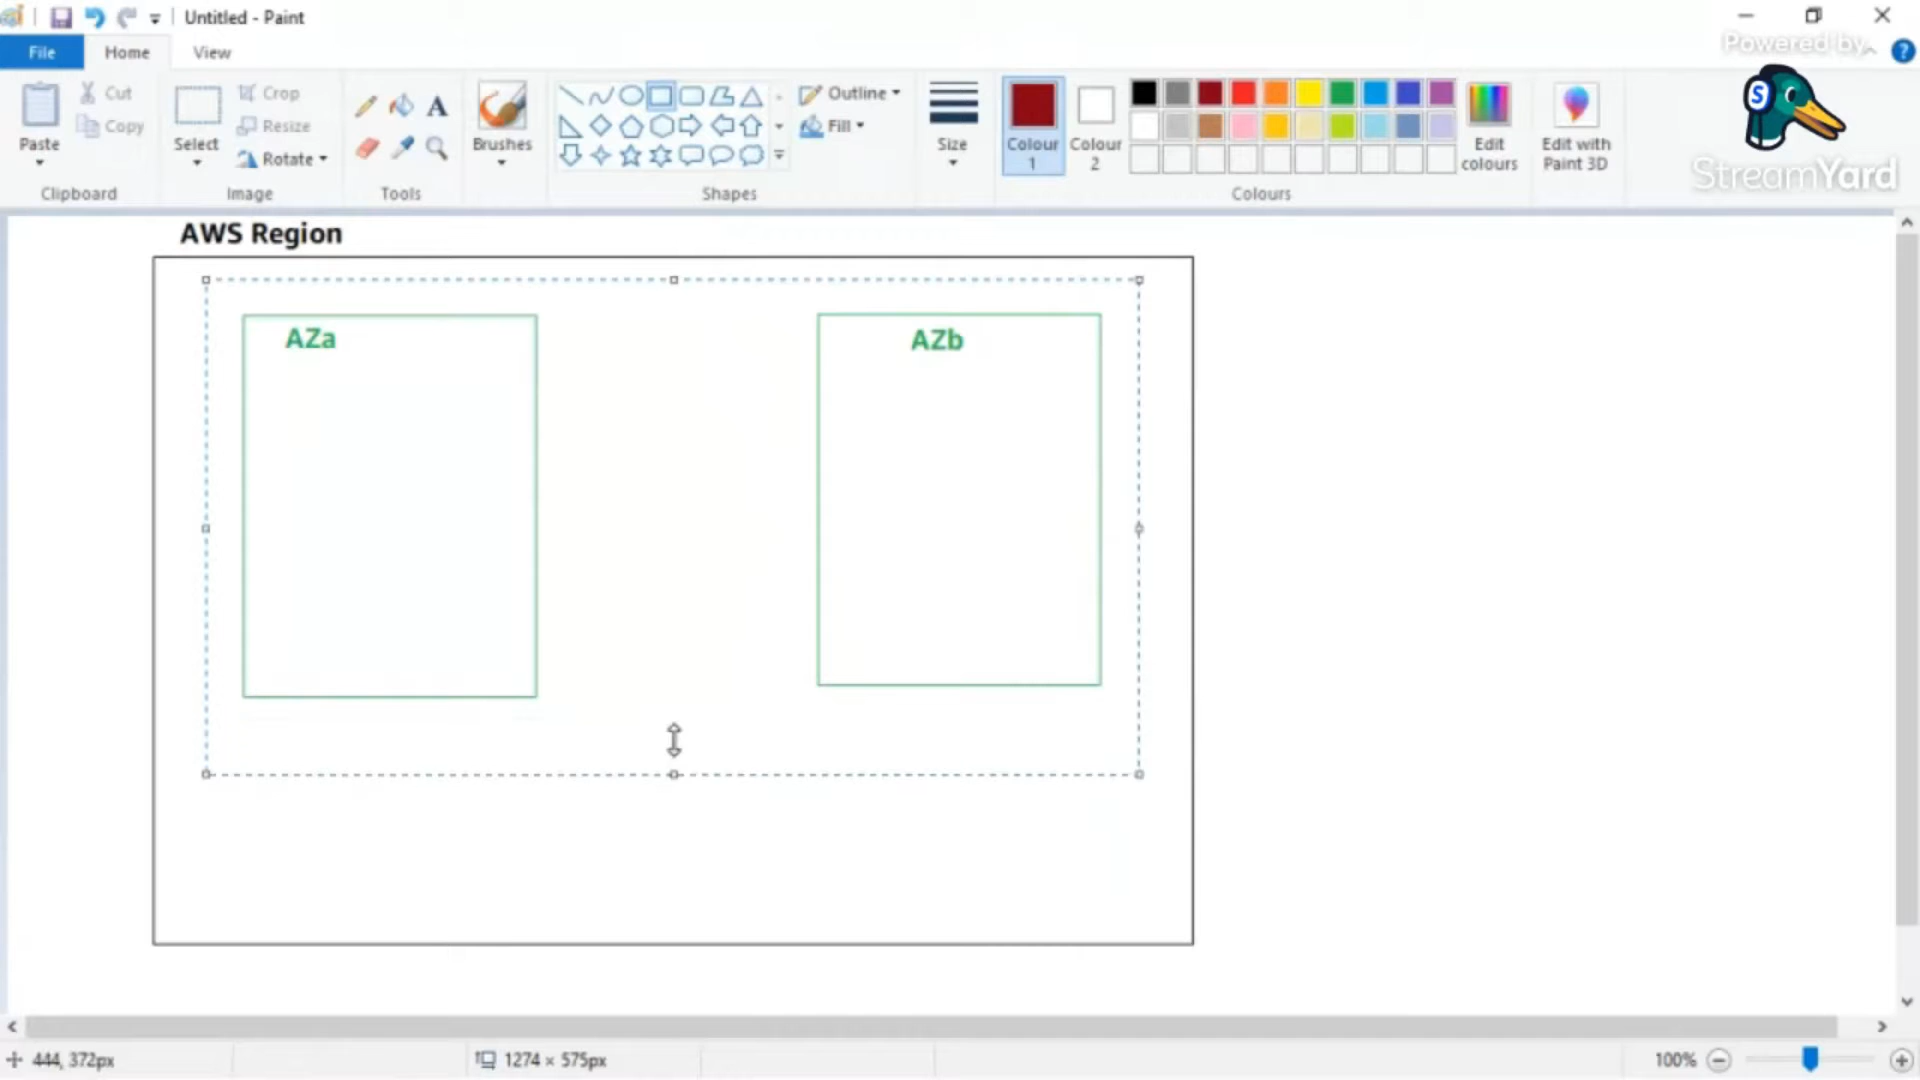 Untitled - Paint
File
Home
View
Powered by
Paste
Cut
Copy
Clipboard
Select
Crop
Resize
Rotate
Image
A
Tools
Brushes
Outline
Fill
Shapes
Size
Colour 1
Colour 2
Edit colours
Edit with Paint 3D
Colours
S
StreamYard
AWS Region
AZa
AZb
444, 372px
1274 × 575px
100%